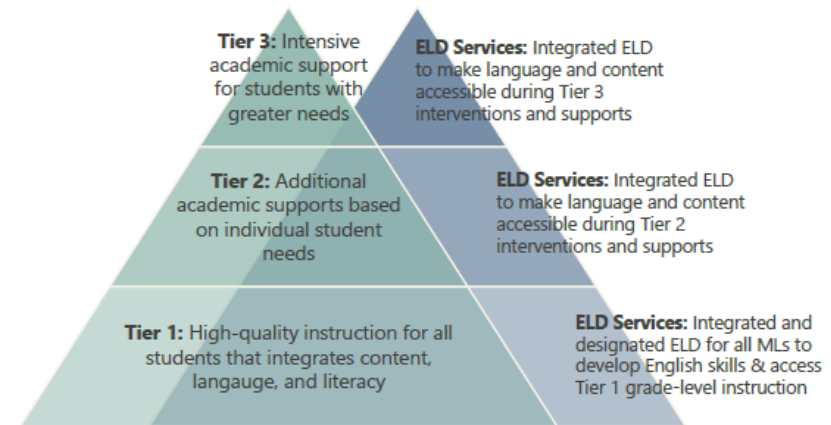 Tier 3: Intensive
academic support
for students with
greater needs
ELD Services: Integrated ELD
to make language and content
accessible during Tier 3
interventions and supports
Tier 2: Additional
academic supports based
on individual student
needs
ELD Services: Integrated ELD
to make language and content
accessible during Tier 2
interventions and supports
Tier 1: High-quality instruction for all
students that integrates content,
langauge, and literacy
ELD Services: Integrated and
designated ELD for all MLs to
develop English skills & access
Tier 1 grade-level instruction